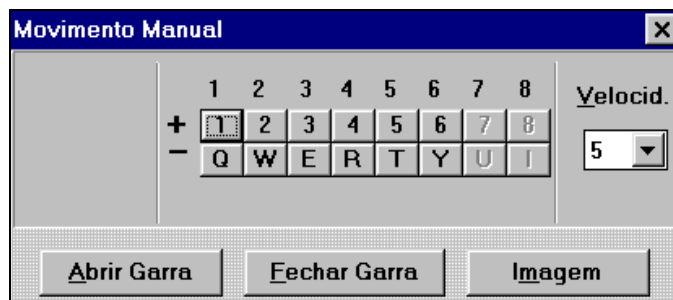 Movimento Manual
1 2 3 4 5 6 7 8
Velocid.
+ 1 2 3 4 5 6 7 8
5
− Q W E R T Y U I
Abrir Garra Fechar Garra Imagem